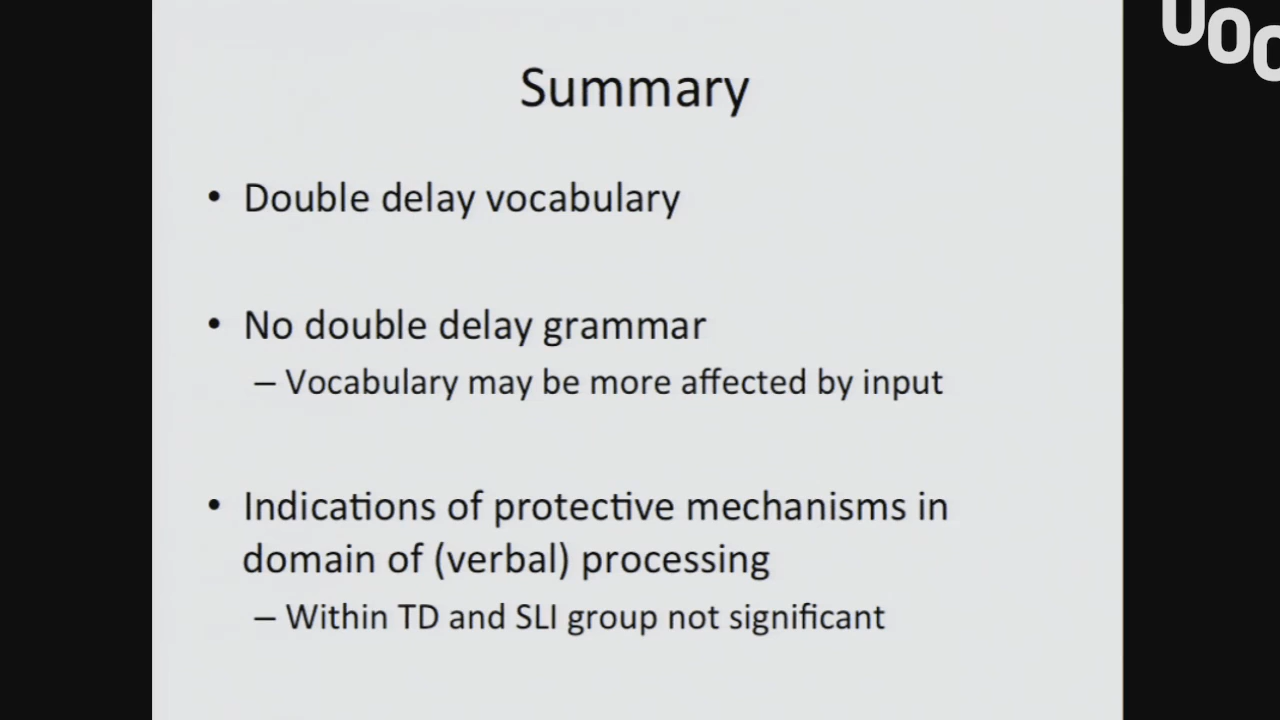 UOC
Summary
• Double delay vocabulary
• No double delay grammar
– Vocabulary may be more affected by input
• Indications of protective mechanisms in
domain of (verbal) processing
– Within TD and SLI group not significant